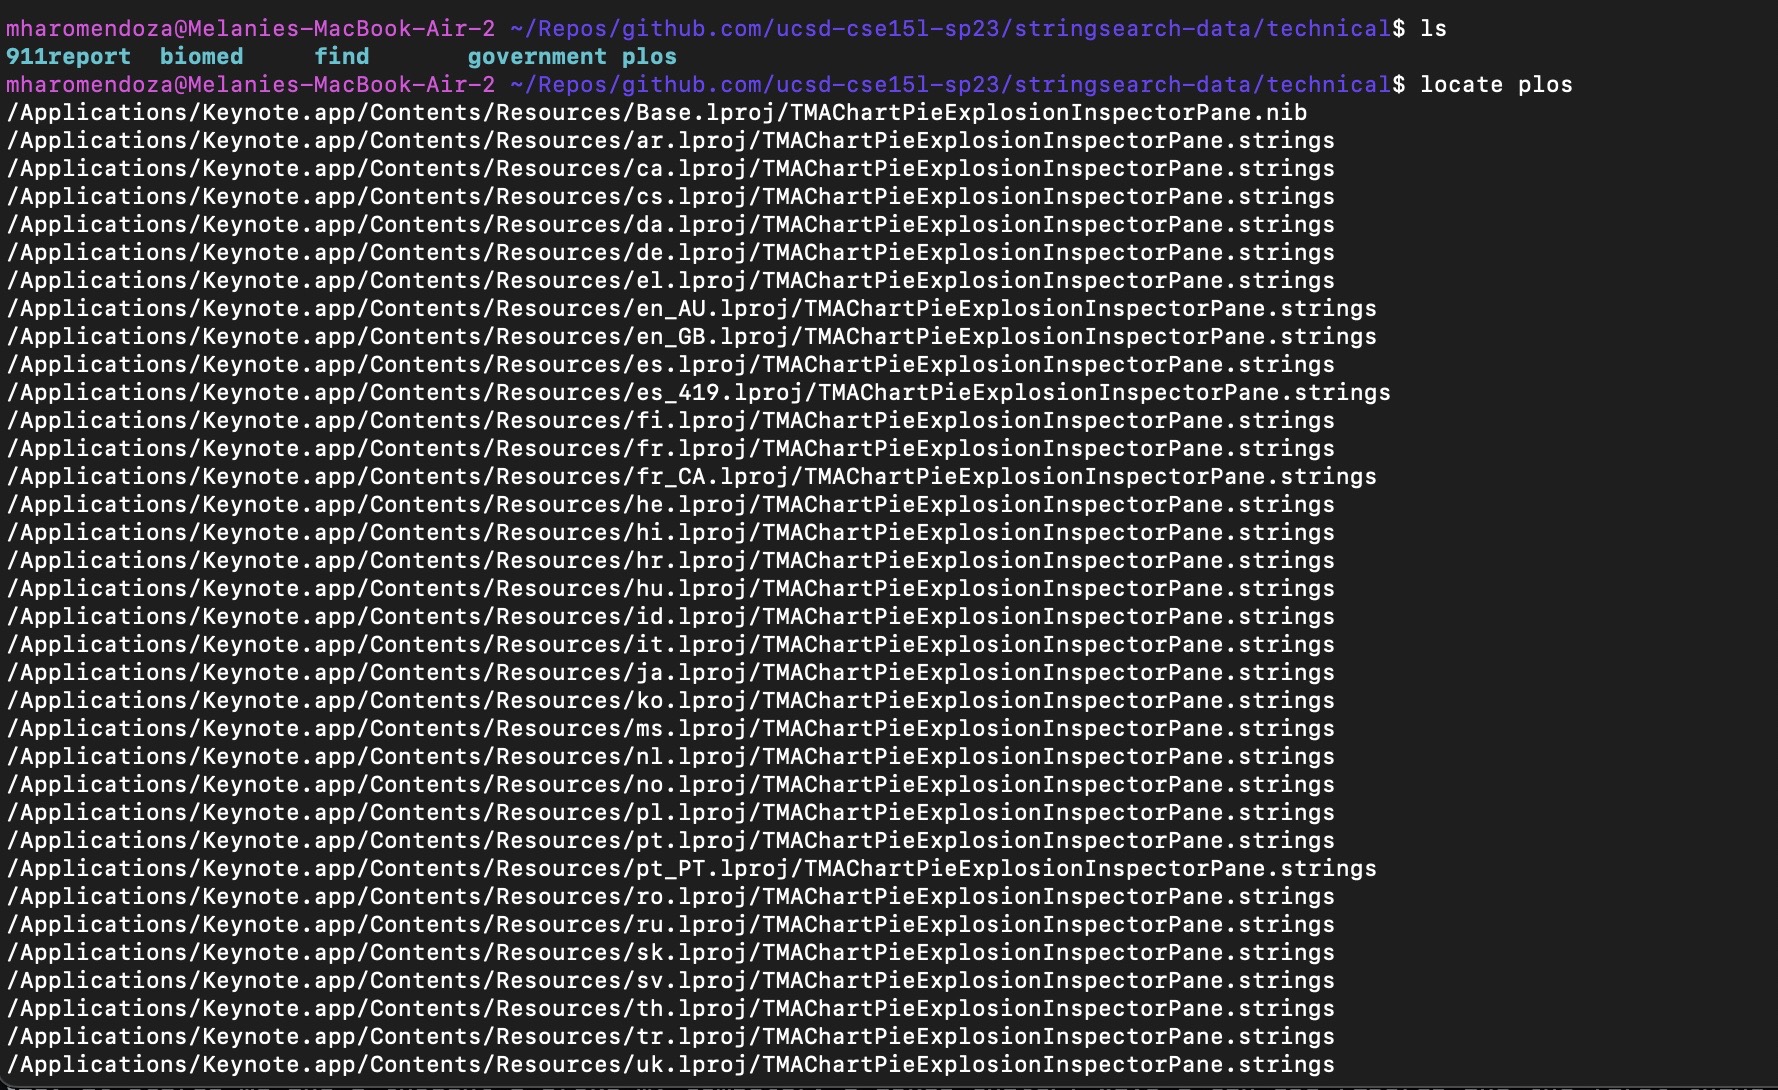 mharomendoza@Melanies-MacBook-Air-2 ~/Repos/github.com/ucsd-cse15l-sp23/stringsearch-data/technical$ ls
911report  biomed     find       government plos
mharomendoza@Melanies-MacBook-Air-2 ~/Repos/github.com/ucsd-cse15l-sp23/stringsearch-data/technical$ locate plos
/Applications/Keynote.app/Contents/Resources/Base.lproj/TMAChartPieExplosionInspectorPane.nib
/Applications/Keynote.app/Contents/Resources/ar.lproj/TMAChartPieExplosionInspectorPane.strings
/Applications/Keynote.app/Contents/Resources/ca.lproj/TMAChartPieExplosionInspectorPane.strings
/Applications/Keynote.app/Contents/Resources/cs.lproj/TMAChartPieExplosionInspectorPane.strings
/Applications/Keynote.app/Contents/Resources/da.lproj/TMAChartPieExplosionInspectorPane.strings
/Applications/Keynote.app/Contents/Resources/de.lproj/TMAChartPieExplosionInspectorPane.strings
/Applications/Keynote.app/Contents/Resources/el.lproj/TMAChartPieExplosionInspectorPane.strings
/Applications/Keynote.app/Contents/Resources/en_AU.lproj/TMAChartPieExplosionInspectorPane.strings
/Applications/Keynote.app/Contents/Resources/en_GB.lproj/TMAChartPieExplosionInspectorPane.strings
/Applications/Keynote.app/Contents/Resources/es.lproj/TMAChartPieExplosionInspectorPane.strings
/Applications/Keynote.app/Contents/Resources/es_419.lproj/TMAChartPieExplosionInspectorPane.strings
/Applications/Keynote.app/Contents/Resources/fi.lproj/TMAChartPieExplosionInspectorPane.strings
/Applications/Keynote.app/Contents/Resources/fr.lproj/TMAChartPieExplosionInspectorPane.strings
/Applications/Keynote.app/Contents/Resources/fr_CA.lproj/TMAChartPieExplosionInspectorPane.strings
/Applications/Keynote.app/Contents/Resources/he.lproj/TMAChartPieExplosionInspectorPane.strings
/Applications/Keynote.app/Contents/Resources/hi.lproj/TMAChartPieExplosionInspectorPane.strings
/Applications/Keynote.app/Contents/Resources/hr.lproj/TMAChartPieExplosionInspectorPane.strings
/Applications/Keynote.app/Contents/Resources/hu.lproj/TMAChartPieExplosionInspectorPane.strings
/Applications/Keynote.app/Contents/Resources/id.lproj/TMAChartPieExplosionInspectorPane.strings
/Applications/Keynote.app/Contents/Resources/it.lproj/TMAChartPieExplosionInspectorPane.strings
/Applications/Keynote.app/Contents/Resources/ja.lproj/TMAChartPieExplosionInspectorPane.strings
/Applications/Keynote.app/Contents/Resources/ko.lproj/TMAChartPieExplosionInspectorPane.strings
/Applications/Keynote.app/Contents/Resources/ms.lproj/TMAChartPieExplosionInspectorPane.strings
/Applications/Keynote.app/Contents/Resources/nl.lproj/TMAChartPieExplosionInspectorPane.strings
/Applications/Keynote.app/Contents/Resources/no.lproj/TMAChartPieExplosionInspectorPane.strings
/Applications/Keynote.app/Contents/Resources/pl.lproj/TMAChartPieExplosionInspectorPane.strings
/Applications/Keynote.app/Contents/Resources/pt.lproj/TMAChartPieExplosionInspectorPane.strings
/Applications/Keynote.app/Contents/Resources/pt_PT.lproj/TMAChartPieExplosionInspectorPane.strings
/Applications/Keynote.app/Contents/Resources/ro.lproj/TMAChartPieExplosionInspectorPane.strings
/Applications/Keynote.app/Contents/Resources/ru.lproj/TMAChartPieExplosionInspectorPane.strings
/Applications/Keynote.app/Contents/Resources/sk.lproj/TMAChartPieExplosionInspectorPane.strings
/Applications/Keynote.app/Contents/Resources/sv.lproj/TMAChartPieExplosionInspectorPane.strings
/Applications/Keynote.app/Contents/Resources/th.lproj/TMAChartPieExplosionInspectorPane.strings
/Applications/Keynote.app/Contents/Resources/tr.lproj/TMAChartPieExplosionInspectorPane.strings
/Applications/Keynote.app/Contents/Resources/uk.lproj/TMAChartPieExplosionInspectorPane.strings